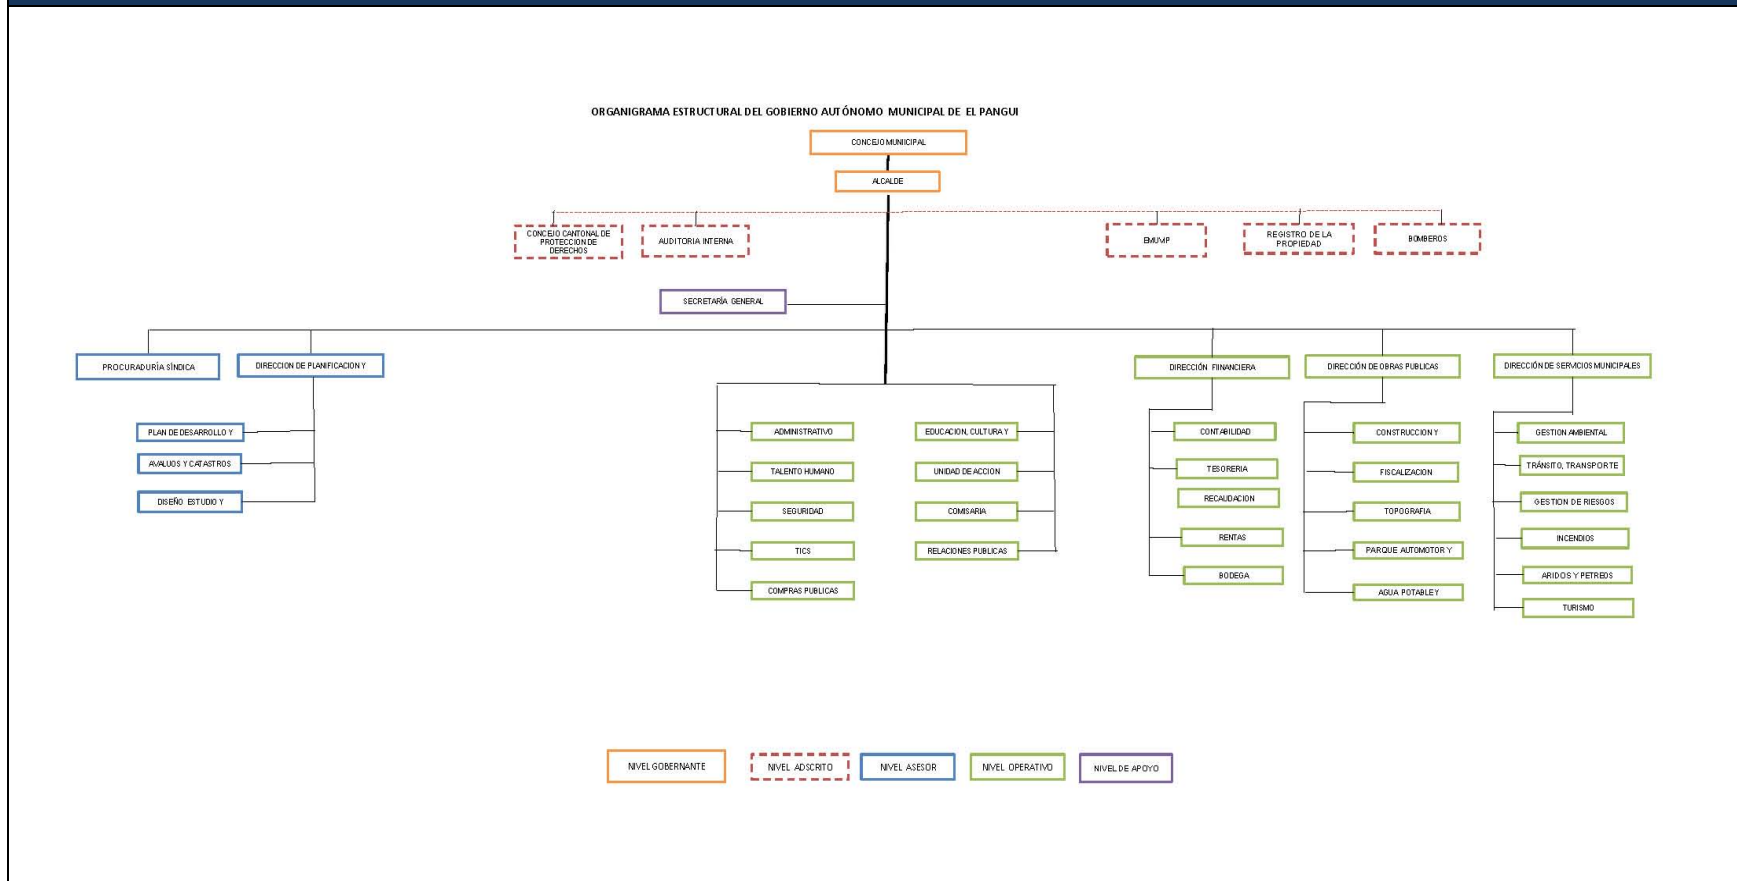 ORGANIGRAMA ESTRUCTURAL DEL GOBIERNO AUTÓNOMO MUNICIPAL DE EL PANGUI
CONCEJO MUNICIPAL
ALCALDE
CONCEJO CANTONAL DE
PROTECCION DE
DERECHOS
AUDITORIA INTERNA
EMUVIP
REGISTRO DE LA
PROPIEDAD
BOMBEROS
SECRETARÍA GENERAL
PROCURADURÍA SÍNDICA
DIRECCION DE PLANIFICACION Y
DIRECCIÓN FIINANCIERA
DIRECCIÓN DE OBRAS PUBLICAS
DIRECCIÓN DE SERVICIOS MUNICIPALES
PLAN DE DESARROLLO Y
AVALUOS Y CATASTROS
DISEÑO ESTUDIO Y
ADMINISTRATIVO
TALENTO HUMANO
SEGURIDAD
TICS
COMPRAS PUBLICAS
EDUCACION, CULTURA Y
UNIDAD DE ACCION
COMISARIA
RELACIONES PUBLICAS
CONTABILIDAD
TESORERIA
RECAUDACION
RENTAS
BODEGA
CONSTRUCCION Y
FISCALIZACION
TOPOGRAFIA
PARQUE AUTOMOTOR Y
AGUA POTABLE Y
GESTION AMBIENTAL
TRÁNSITO, TRANSPORTE
GESTION DE RIESGOS
INCENDIOS
ARIDOS Y PETREOS
TURISMO
NIVEL GOBERNANTE
NIVEL ADSCRITO
NIVEL ASESOR
NIVEL OPERATIVO
NIVEL DE APOYO